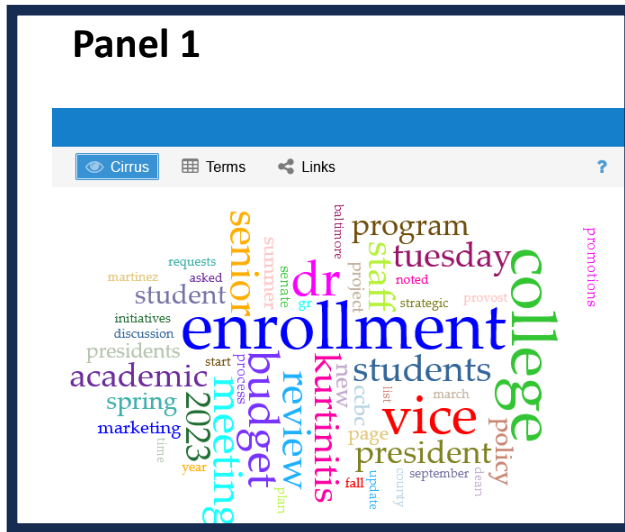 Panel 1
Cirrus Terms Links ?
baltimore
program
promotions
senior
summer
staff
tuesday
college
requests
martinez asked
senate
dr
project
noted
student
gr
strategic
provost
initiatives
enrollment
discussion
presidents
start
process
budget
kurtinitis
new
students
academic
meeting
review
ccbc
list
march
spring
2023
vice
marketing
page
policy
time
president
year
plan
fall
update
county
september
dean